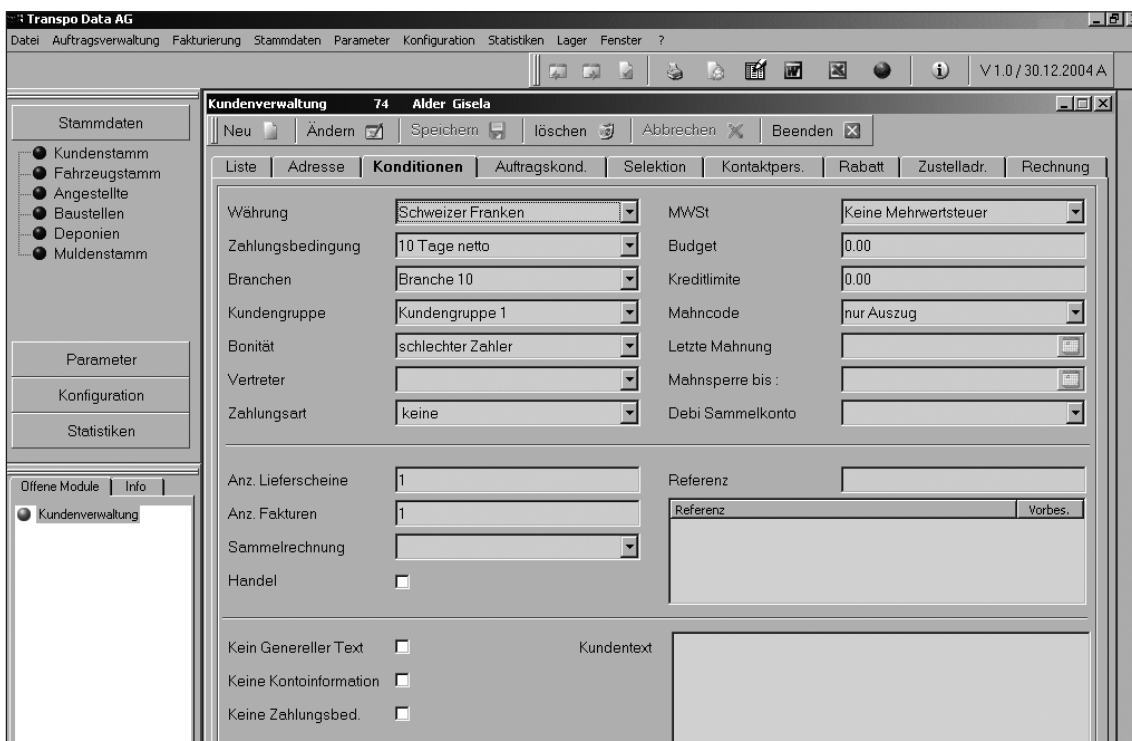 Transpo Data AG
Datei Auftragsverwaltung Fakturierung Stammdaten Parameter Konfiguration Statistiken Lager Fenster ?
V 1.0 / 30.12.2004 A
Stammdaten
Kundenstamm
Fahrzeugstamm
Angestellte
Baustellen
Deponien
Muldenstamm
Parameter
Konfiguration
Statistiken
Offene Module Info
Kundenverwaltung
Kundenverwaltung 74 Alder Gisela
Neu Ändern Speichern löschen Abbrechen Beenden
Liste Adresse Konditionen Auftragskond. Selektion Kontaktpers. Rabatt Zustelladr. Rechnung
Währung Schweizer Franken MWSt Keine Mehrwertsteuer
Zahlungsbedingung 10 Tage netto Budget 0.00
Branchen Branche 10 Kreditlimite 0.00
Kundengruppe Kundengruppe 1 Mahncode nur Auszug
Bonität schlechter Zahler Letzte Mahnung
Vertreter Mahnsperre bis :
Zahlungsart keine Debi Sammelkonto
Anz. Lieferscheine 1 Referenz
Anz. Fakturen 1 Referenz Vorbes.
Sammelrechnung
Handel
Kein Genereller Text Kundentext
Keine Kontoinformation
Keine Zahlungsbed.